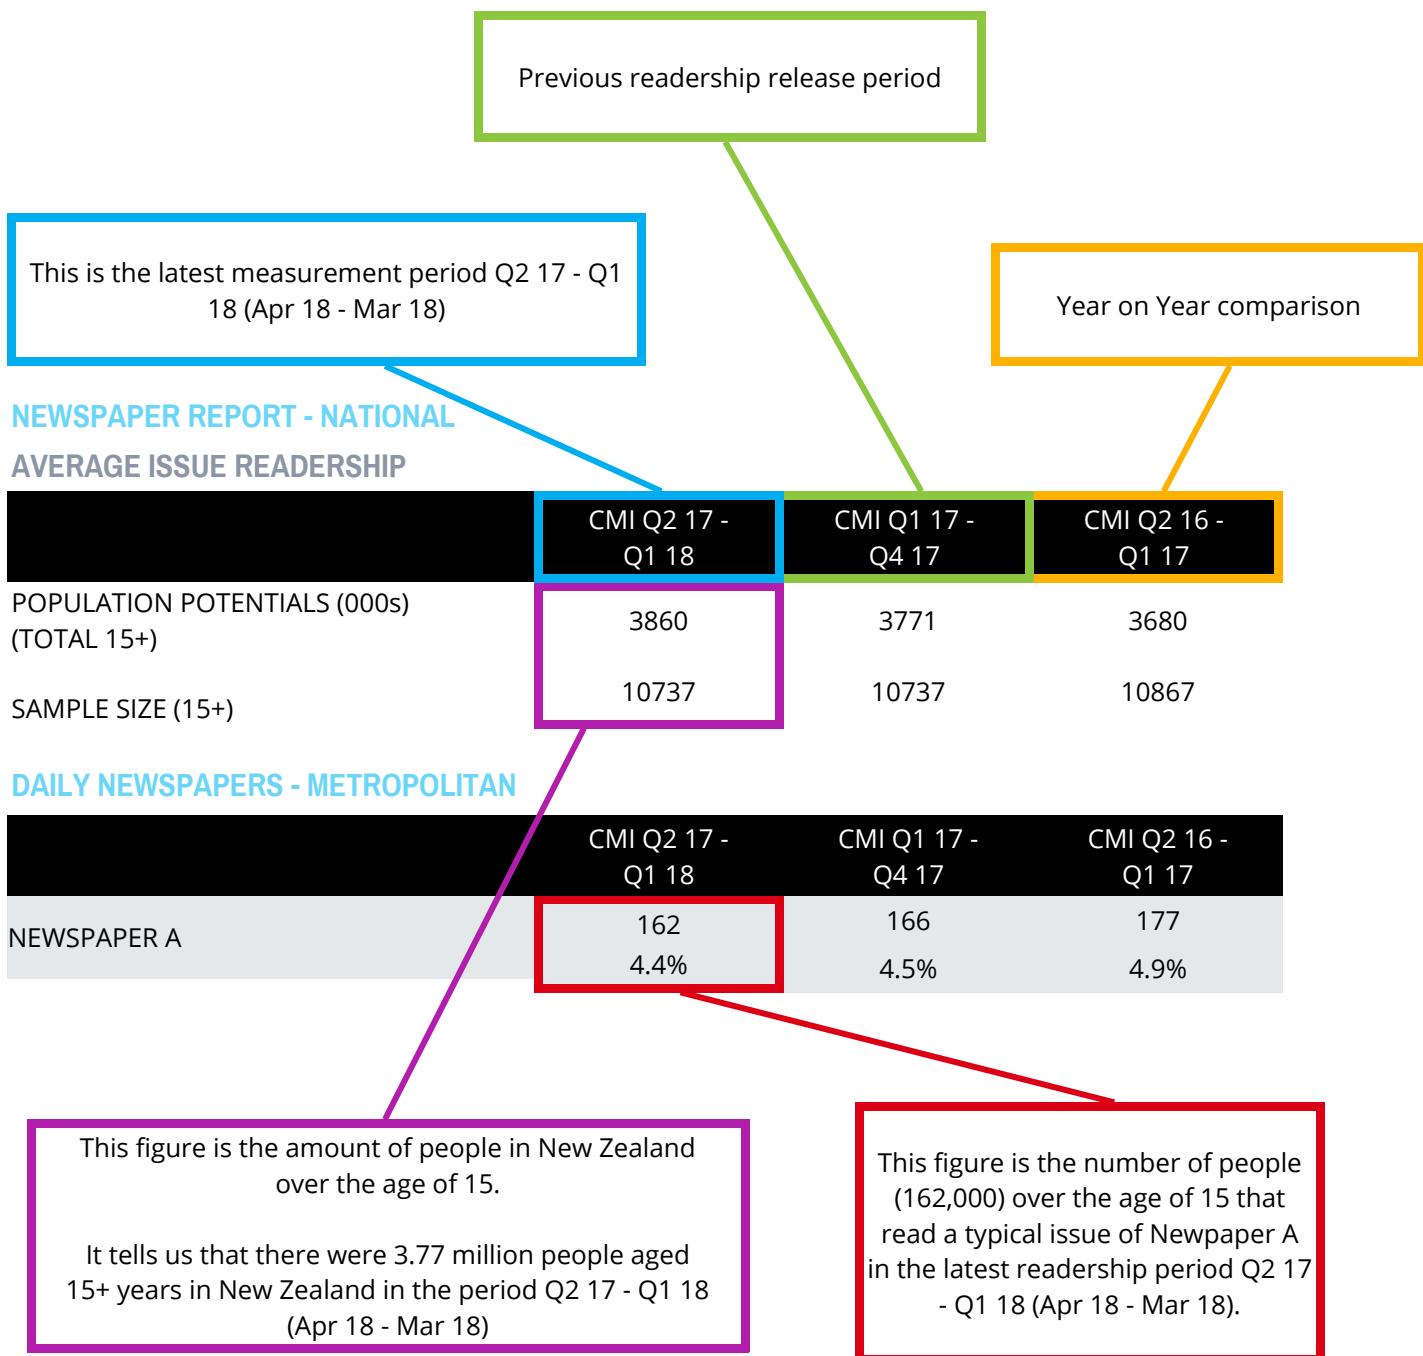 Previous readership release period
This is the latest measurement period Q2 17 - Q1
18 (Apr 18 - Mar 18)
Year on Year comparison
NEWSPAPER REPORT - NATIONAL
AVERAGE ISSUE READERSHIP
CMI Q2 17 -
Q1 18
CMI Q1 17 -
Q4 17
CMI Q2 16 -
Q1 17
POPULATION POTENTIALS (000s)
(TOTAL 15+)
3860
3771
3680
SAMPLE SIZE (15+)
10737
10737
10867
DAILY NEWSPAPERS - METROPOLITAN
CMI Q2 17 -
Q1 18
CMI Q1 17 -
Q4 17
CMI Q2 16 -
Q1 17
NEWSPAPER A
162
166
177
4.4%
4.5%
4.9%
This figure is the amount of people in New Zealand
over the age of 15.
It tells us that there were 3.77 million people aged
15+ years in New Zealand in the period Q2 17 - Q1 18
(Apr 18 - Mar 18)
This figure is the number of people
(162,000) over the age of 15 that
read a typical issue of Newpaper A
in the latest readership period Q2 17
- Q1 18 (Apr 18 - Mar 18).